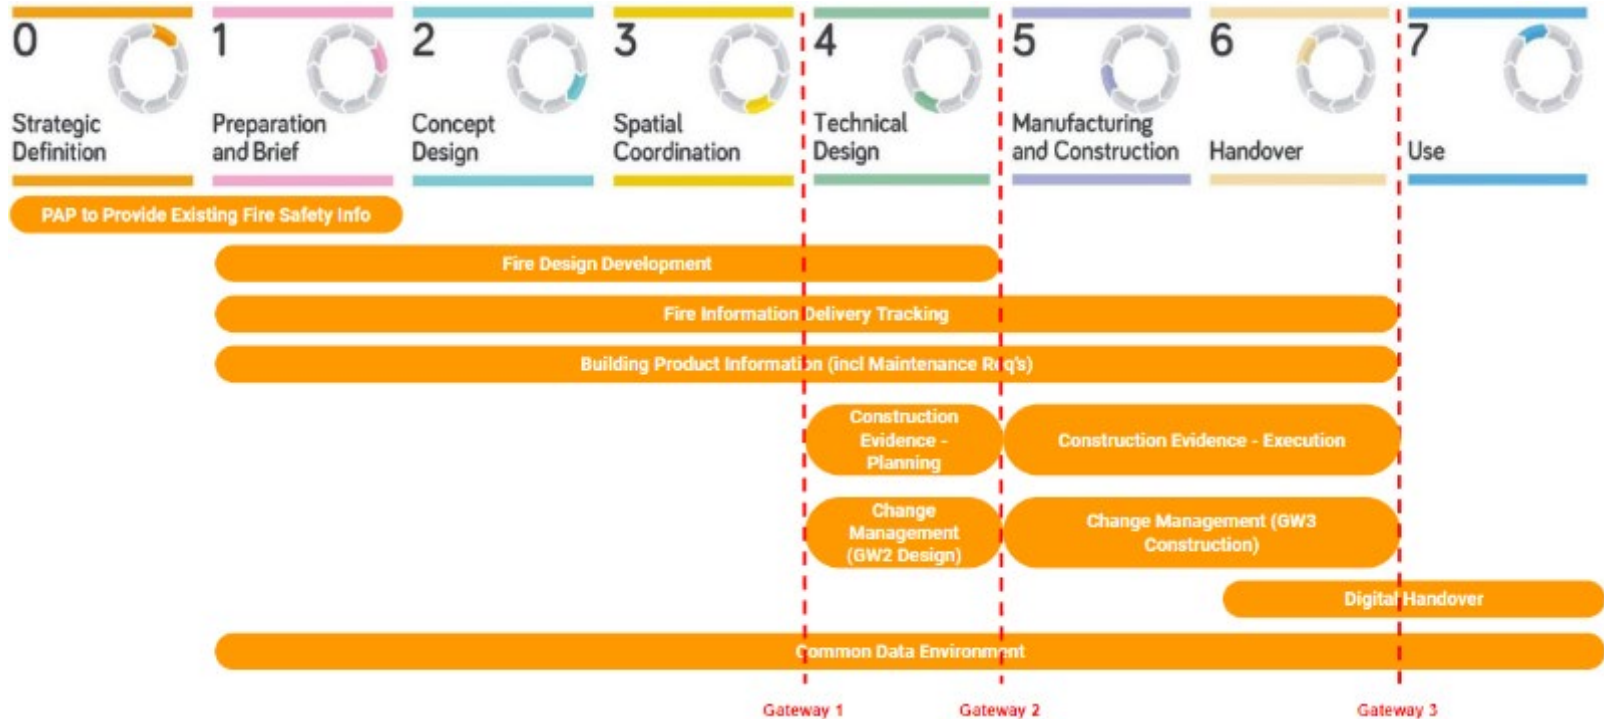 0
Strategic
Definition
1
Preparation
and Brief
2
Concept
Design
3
Spatial
Coordination
4
Technical
Design
5
Manufacturing
and Construction
6
Handover
7
Use
PAP to Provide Existing Fire Safety Info
Fire Design Development
Fire Information Delivery Tracking
Building Product Information (incl Maintenance Req's)
Construction
Evidence -
Planning
Construction Evidence - Execution
Change
Management
(GW2 Design)
Change Management (GW3
Construction)
Digital Handover
Common Data Environment
Gateway 1
Gateway 2
Gateway 3